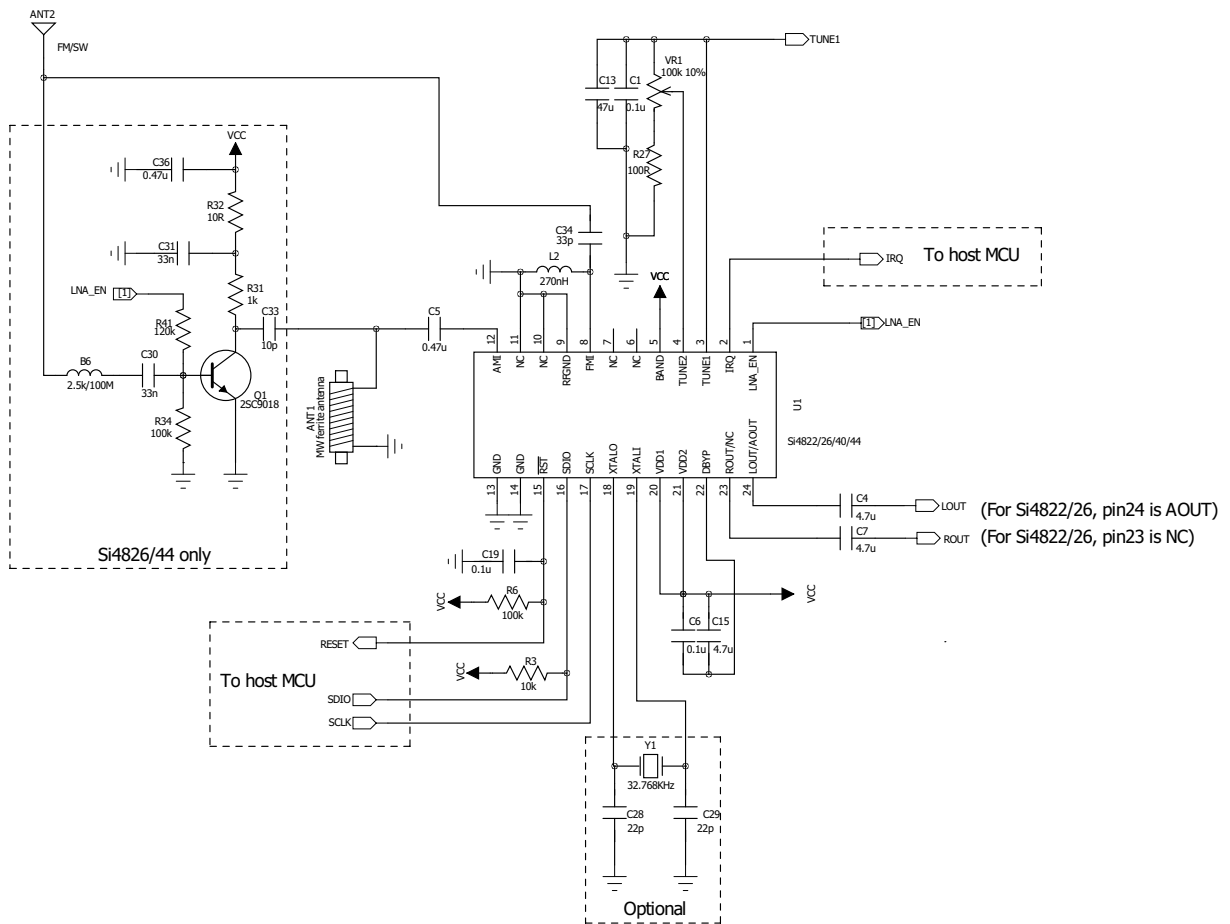 ANT2
FM/SW
TUNE1
VR1
100k 10%
C13
47u
C1
0.1u
R27
100R
VCC
C36
0.47u
R32
10R
C31
33n
R31
1k
LNA_EN
[1]
R41
120k
C33
10p
B6
2.5k/100M
C30
33n
Q1
2SC9018
R34
100k
Si4826/44 only
C34
33p
L2
270nH
C5
0.47u
ANT1
MW ferrite antenna
VCC
IRQ
To host MCU
[1]
LNA_EN
12
11
10
9
8
7
6
5
4
3
2
1
AMI
NC
NC
RFGND
FMI
NC
NC
BAND
TUNE2
TUNE1
IRQ
LNA_EN
U1
Si4822/26/40/44
GND
GND
RST
SDIO
SCLK
XTALO
XTALI
VDD1
VDD2
DBYP
ROUT/NC
LOUT/AOUT
13
14
15
16
17
18
19
20
21
22
23
24
C4
4.7u
LOUT
(For Si4822/26, pin24 is AOUT)
C7
4.7u
ROUT
(For Si4822/26, pin23 is NC)
C19
0.1u
VCC
R6
100k
RESET
VCC
R3
10k
To host MCU
SDIO
SCLK
VCC
C6
0.1u
C15
4.7u
Y1
32.768KHz
C28
22p
C29
22p
Optional